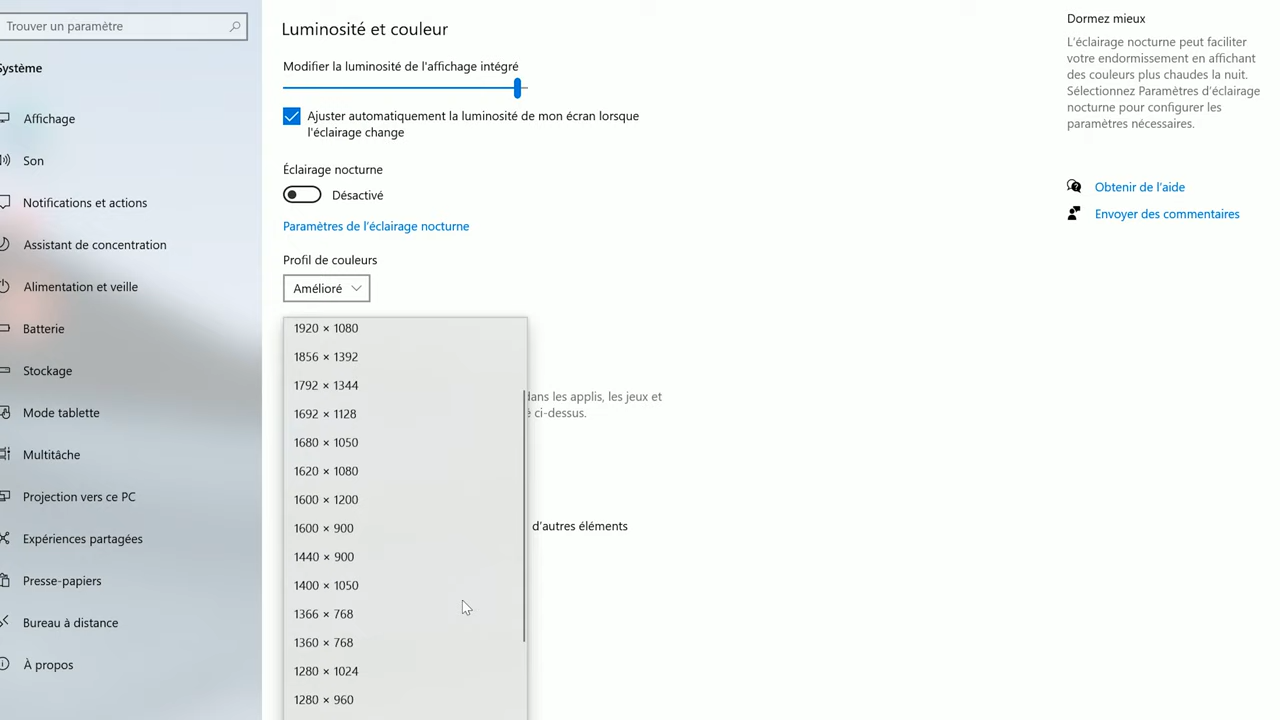 Trouver un paramètre
Système
Affichage
Son
Notifications et actions
Assistant de concentration
Alimentation et veille
Batterie
Stockage
Mode tablette
Multitâche
Projection vers ce PC
Expériences partagées
Presse-papiers
Bureau à distance
À propos
Luminosité et couleur
Modifier la luminosité de l'affichage intégré
Ajuster automatiquement la luminosité de mon écran lorsque
l'éclairage change
Éclairage nocturne
Désactivé
Paramètres de l'éclairage nocturne
Profil de couleurs
Amélioré
1920 × 1080
1856 × 1392
1792 × 1344
1692 × 1128
1680 × 1050
1620 × 1080
1600 × 1200
1600 × 900
1440 × 900
1400 × 1050
1366 × 768
1360 × 768
1280 × 1024
1280 × 960
dans les applis, les jeux et
ci-dessus.
d'autres éléments
Dormez mieux
L'éclairage nocturne peut faciliter
votre endormissement en affichant
des couleurs plus chaudes la nuit.
Sélectionnez Paramètres d'éclairage
nocturne pour configurer les
paramètres nécessaires.
Obtenir de l'aide
Envoyer des commentaires